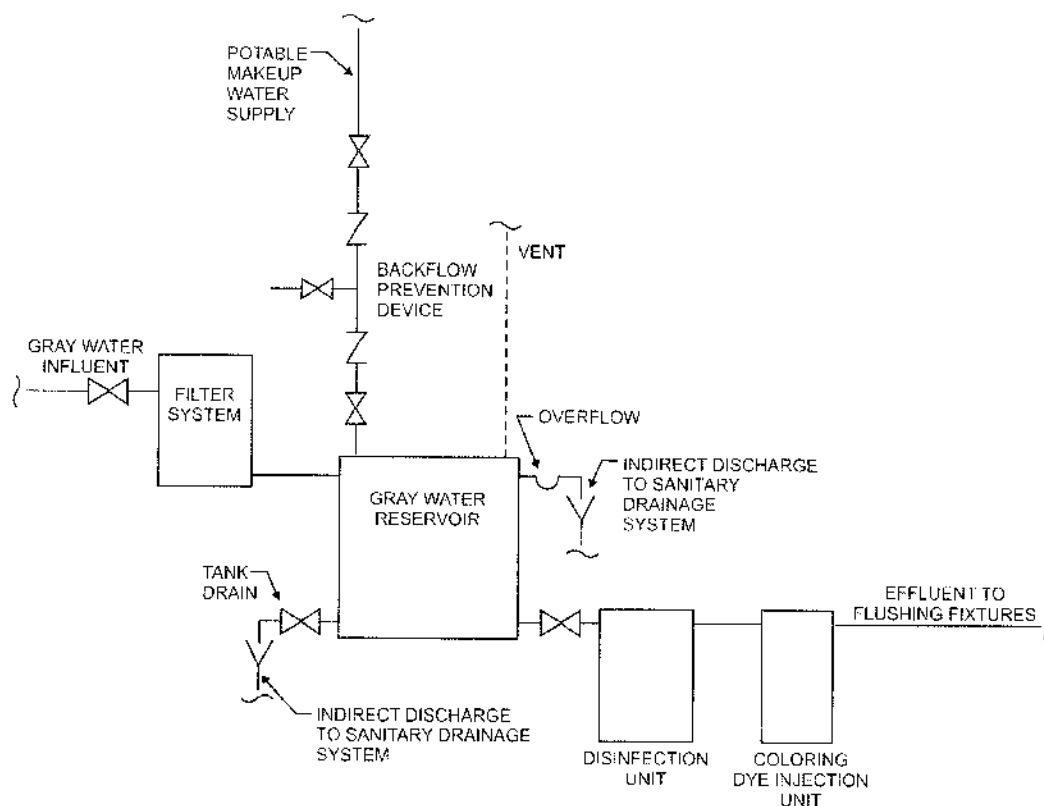 POTABLE
MAKEUP
WATER
SUPPLY
VENT
BACKFLOW
PREVENTION
DEVICE
GRAY WATER
INFLUENT
FILTER
SYSTEM
OVERFLOW
GRAY WATER
RESERVOIR
INDIRECT DISCHARGE
TO SANITARY
DRAINAGE
SYSTEM
TANK
DRAIN
EFFLUENT TO
FLUSHING FIXTURES
INDIRECT DISCHARGE
TO SANITARY DRAINAGE
SYSTEM
DISINFECTION
UNIT
COLORING
DYE INJECTION
UNIT